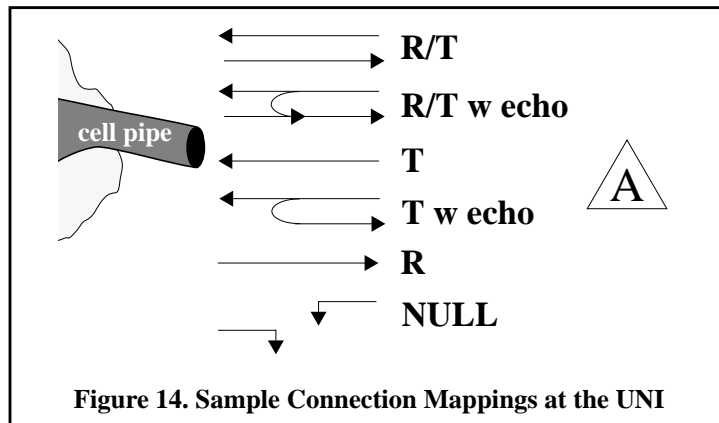 R/T
R/T w echo
cell pipe
T
A
T w echo
R
NULL
Figure 14. Sample Connection Mappings at the UNI